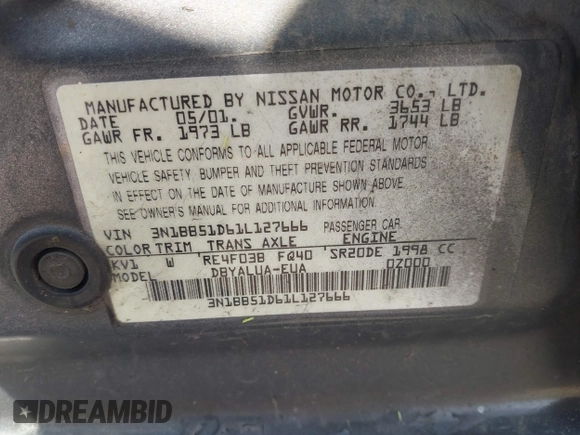 MANUFACTURED BY NISSAN MOTOR CO., LTD.
DATE 05/01. GVWR. 3653 LB
GAWR FR. 1973 LB GAWR RR. 1744 LB
THIS VEHICLE CONFORMS TO ALL APPLICABLE FEDERAL MOTOR
VEHICLE SAFETY, BUMPER AND THEFT PREVENTION STANDARDS
IN EFFECT ON THE DATE OF MANUFACTURE SHOWN ABOVE.
SEE OWNER'S MANUAL FOR ADDITIONAL INFORMATION.
VIN 3N1BB51D61L127666 PASSENGER CAR
COLOR TRIM TRANS AXLE ENGINE
KV1 W RE4F03B FQ40 SR20DE 1998 CC
MODEL DBYALUA-EUA 0Z000
3N1BB51D61L127666
DREAMBID